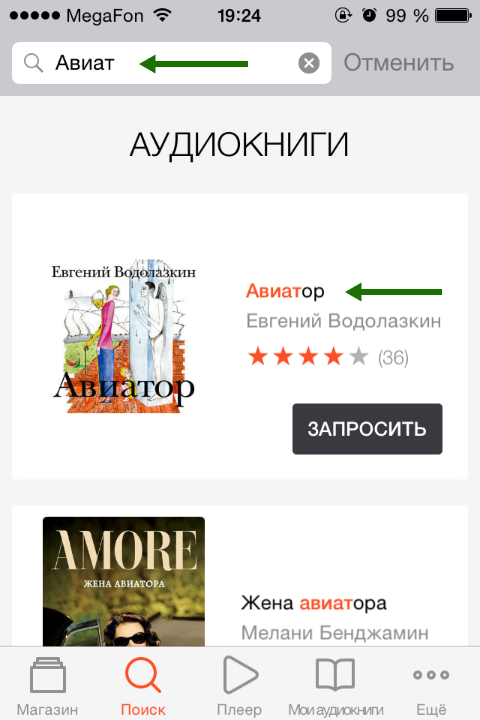 MegaFon 19:24 99 %
Авиат Отменить
АУДИОКНИГИ
Евгений Водолазкин
Авиатор
Авиатор
Евгений Водолазкин
(36)
ЗАПРОСИТЬ
AMORE
ЖЕНА АВИАТОРА
Жена авиатора
Мелани Бенджамин
Магазин Поиск Плеер Мои аудиокниги Ещё